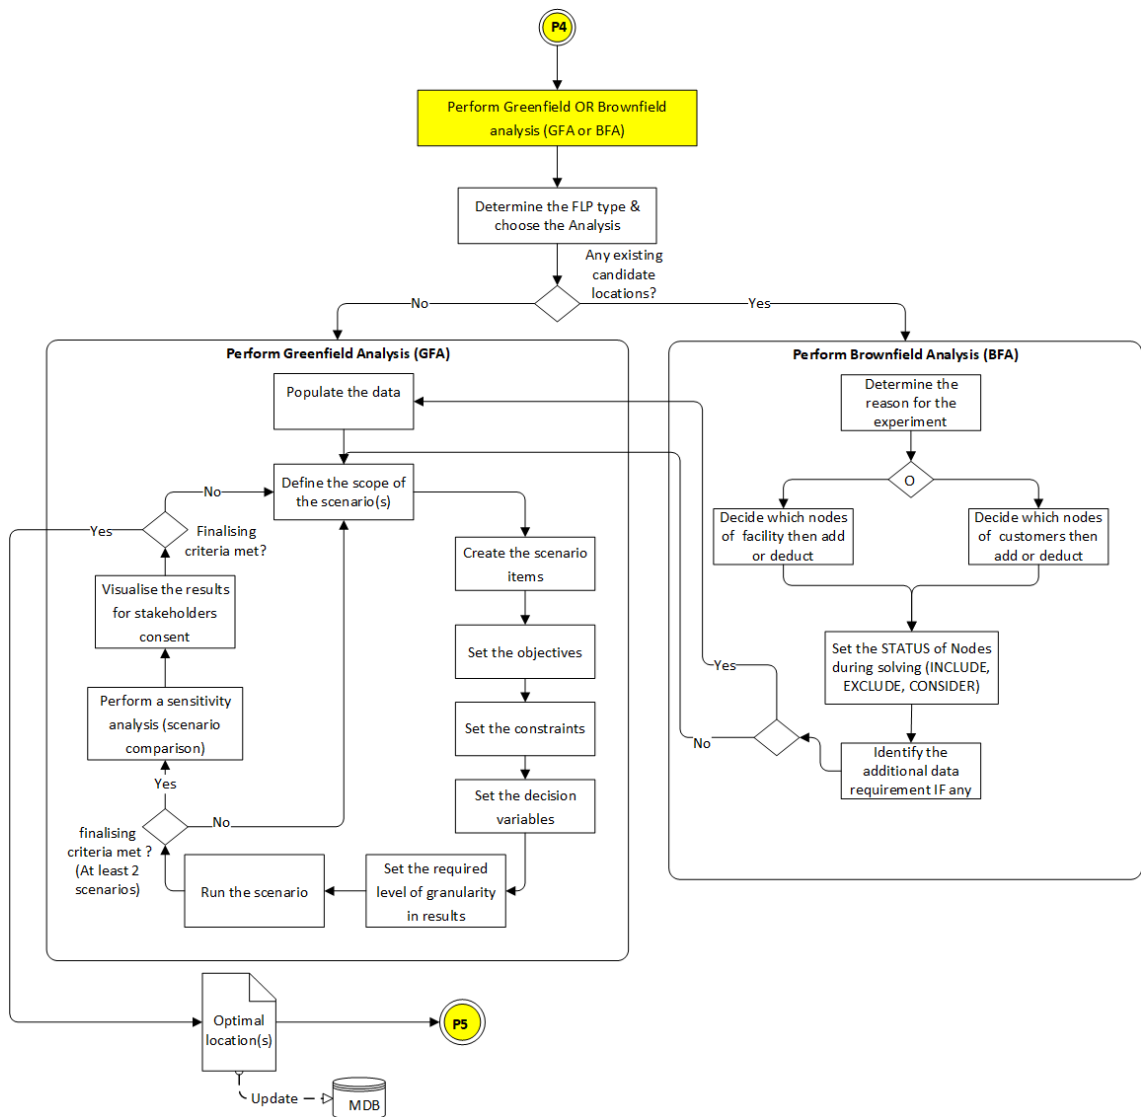 P4
Perform Greenfield OR Brownfield
analysis (GFA or BFA)
Determine the FLP type &
choose the Analysis
Any existing
candidate
locations?
No
Yes
Perform Greenfield Analysis (GFA)
Populate the data
Define the scope of
the scenario(s)
No
Yes
Finalising
criteria met?
Create the scenario
items
Visualise the results
for stakeholders
consent
Set the objectives
Perform a sensitivity
analysis (scenario
comparison)
Set the constraints
Yes
Set the decision
variables
No
finalising
criteria met ?
(At least 2
scenarios)
Run the scenario
Set the required
level of granularity
in results
Perform Brownfield Analysis (BFA)
Determine the
reason for the
experiment
O
Decide which nodes
of facility then add
or deduct
Decide which nodes
of customers then
add or deduct
Set the STATUS of Nodes
during solving (INCLUDE,
EXCLUDE, CONSIDER)
Yes
No
Identify the
additional data
requirement IF any
Optimal
location(s)
P5
Update
MDB